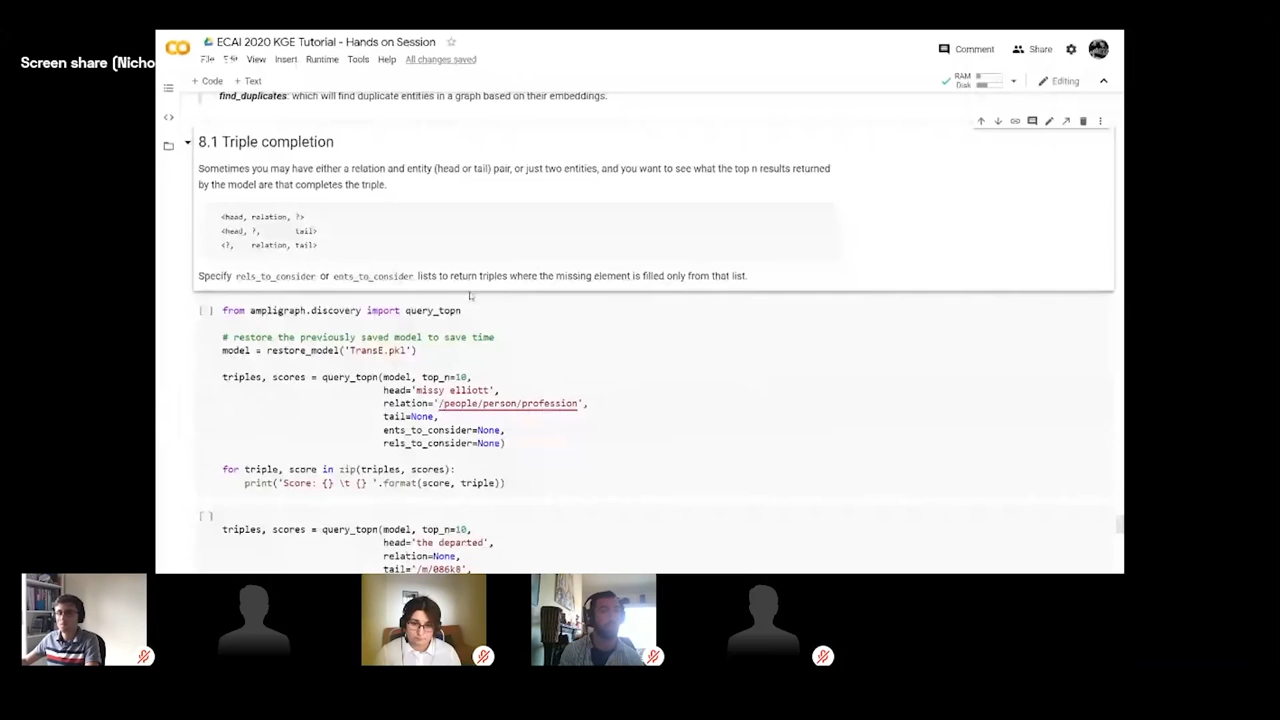 ECAI 2020 KGE Tutorial - Hands on Session
Comment
Share
File Edit View Insert Runtime Tools Help All changes saved
Screen share (Nicho
+ Code + Text
RAM
Disk
Editing
find_duplicates: which will find duplicate entities in a graph based on their embeddings.
8.1 Triple completion
Sometimes you may have either a relation and entity (head or tail) pair, or just two entities, and you want to see what the top n results returned
by the model are that completes the triple.
<head, relation, ?>
<head, ?, tail>
<?, relation, tail>
Specify rels_to_consider or ents_to_consider lists to return triples where the missing element is filled only from that list.
[ ] from ampligraph.discovery import query_topn
# restore the previously saved model to save time
model = restore_model('TransE.pkl')
triples, scores = query_topn(model, top_n=10,
head='missy elliott',
relation='/people/person/profession',
tail=None,
ents_to_consider=None,
rels_to_consider=None)
for triple, score in zip(triples, scores):
print('Score: {} \t {} '.format(score, triple))
[ ]
triples, scores = query_topn(model, top_n=10,
head='the departed',
relation=None,
tail='/m/086k8',